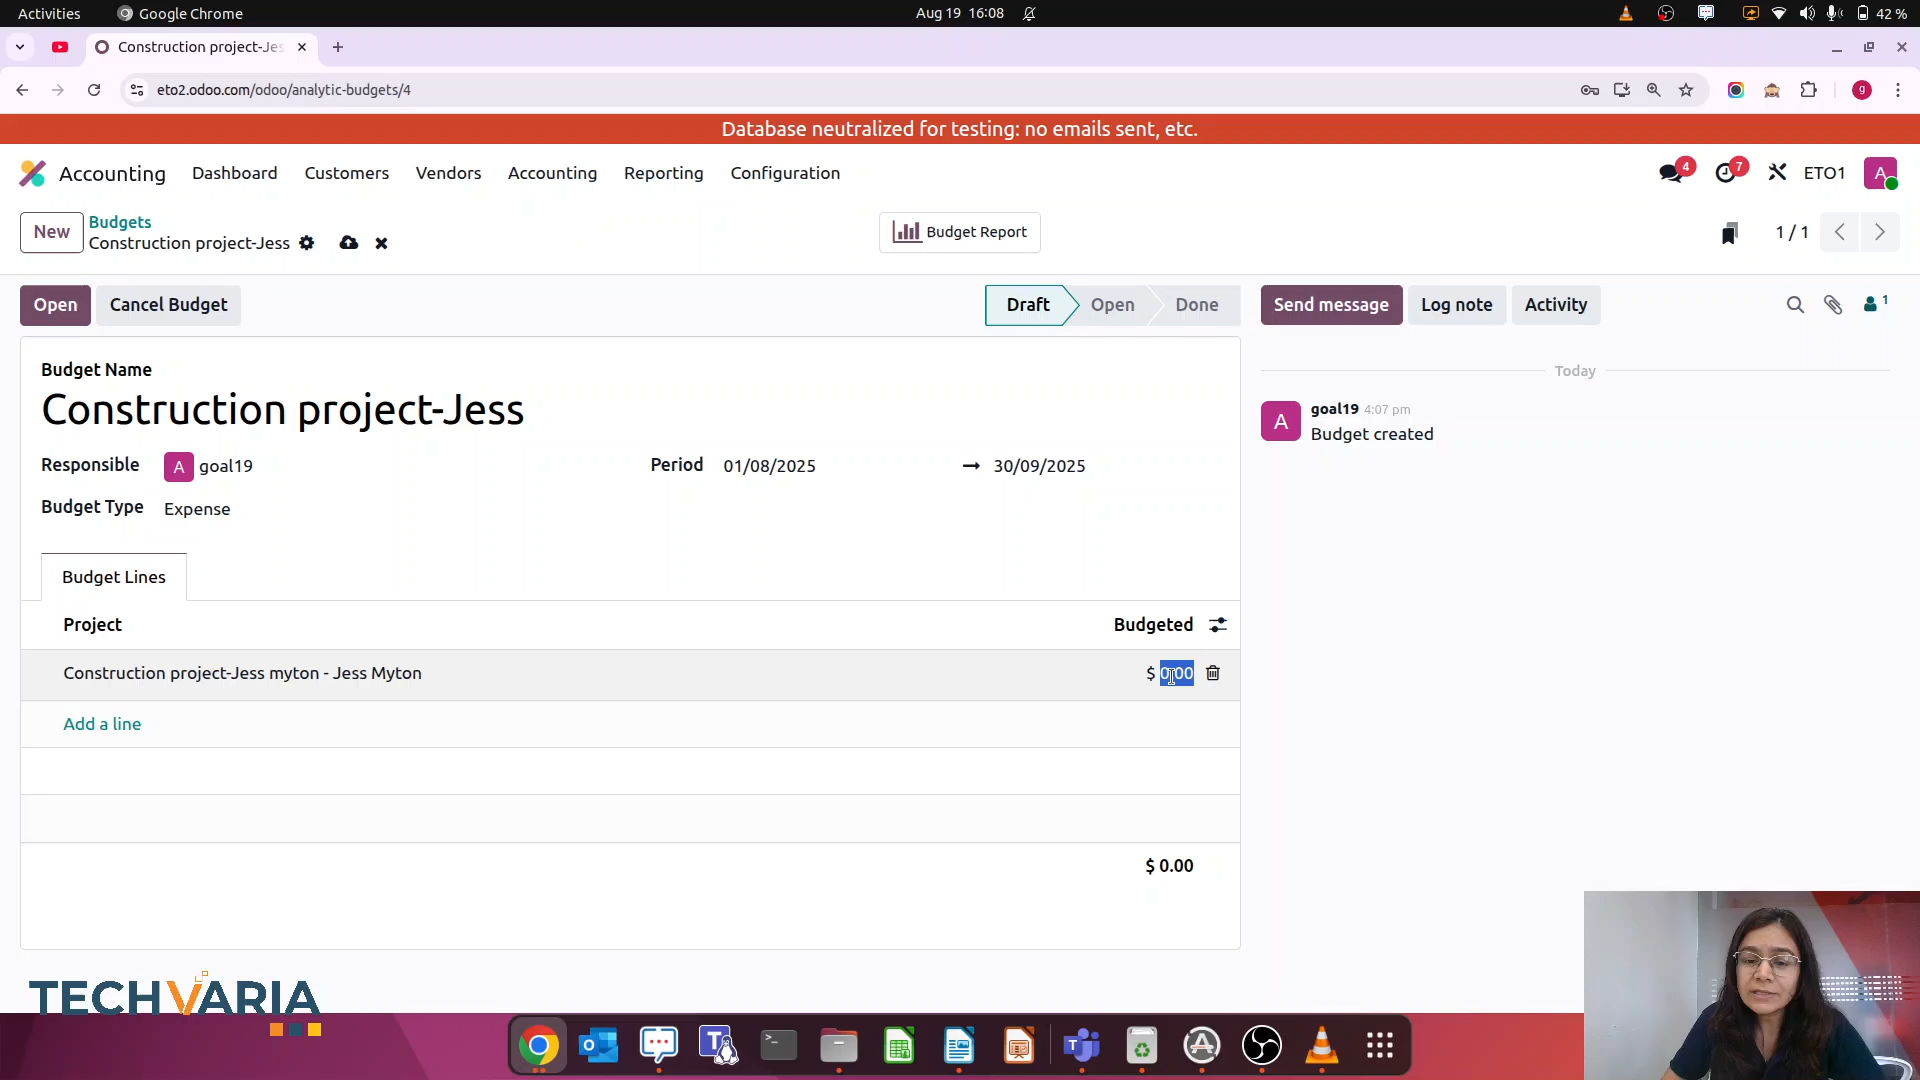 Activities
Google Chrome
Aug 19 16:08
42 %
Construction project-Jes
eto2.odoo.com/odoo/analytic-budgets/4
g
Database neutralized for testing: no emails sent, etc.
Accounting
Dashboard
Customers
Vendors
Accounting
Reporting
Configuration
4
7
ETO1
A
New
Budgets
Construction project-Jess
Budget Report
1 / 1
Open
Cancel Budget
Draft
Open
Done
Send message
Log note
Activity
1
Budget Name
Construction project-Jess
Responsible
A
goal19
Period
01/08/2025
30/09/2025
Budget Type
Expense
Today
A
goal19 4:07 pm
Budget created
Budget Lines
Project
Budgeted
Construction project-Jess myton - Jess Myton
$ 0.00
Add a line
$ 0.00
TECHVARIA